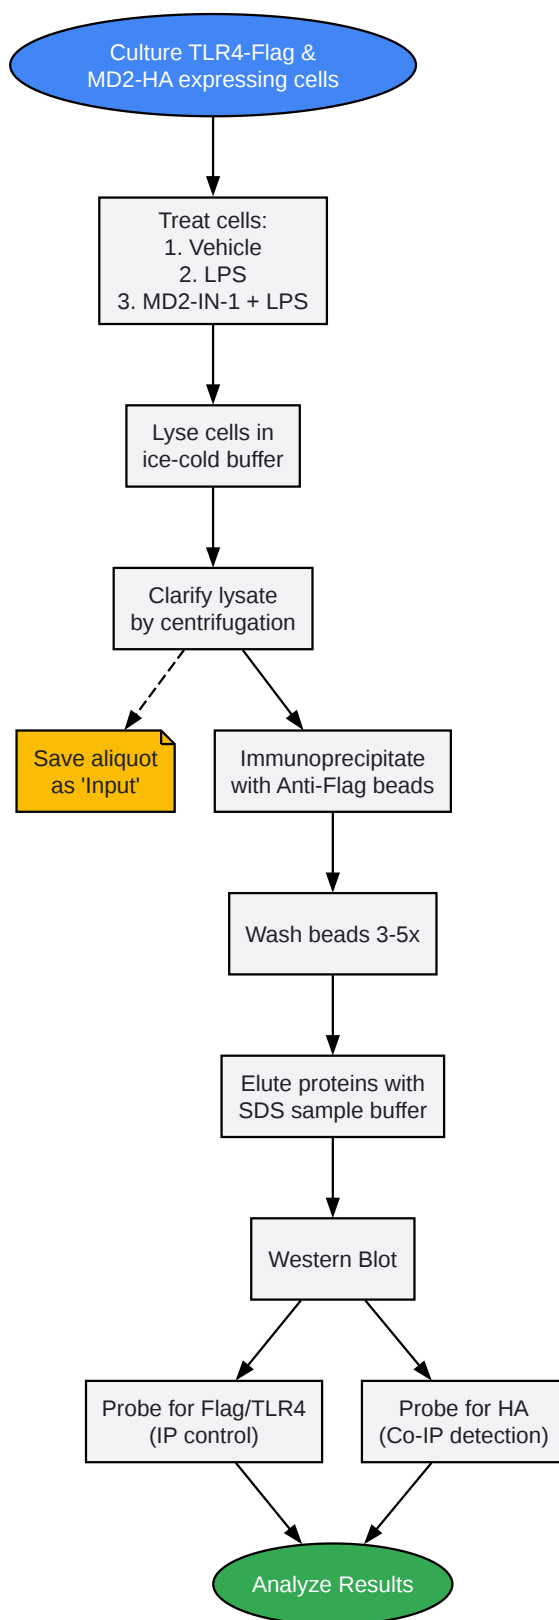 Culture TLR4-Flag &
MD2-HA expressing cells
Treat cells:
1. Vehicle
2. LPS
3. MD2-IN-1 + LPS
Lyse cells in
ice-cold buffer
Clarify lysate
by centrifugation
Save aliquot
as 'Input'
Immunoprecipitate
with Anti-Flag beads
Wash beads 3-5x
Elute proteins with
SDS sample buffer
Western Blot
Probe for Flag/TLR4
(IP control)
Probe for HA
(Co-IP detection)
Analyze Results